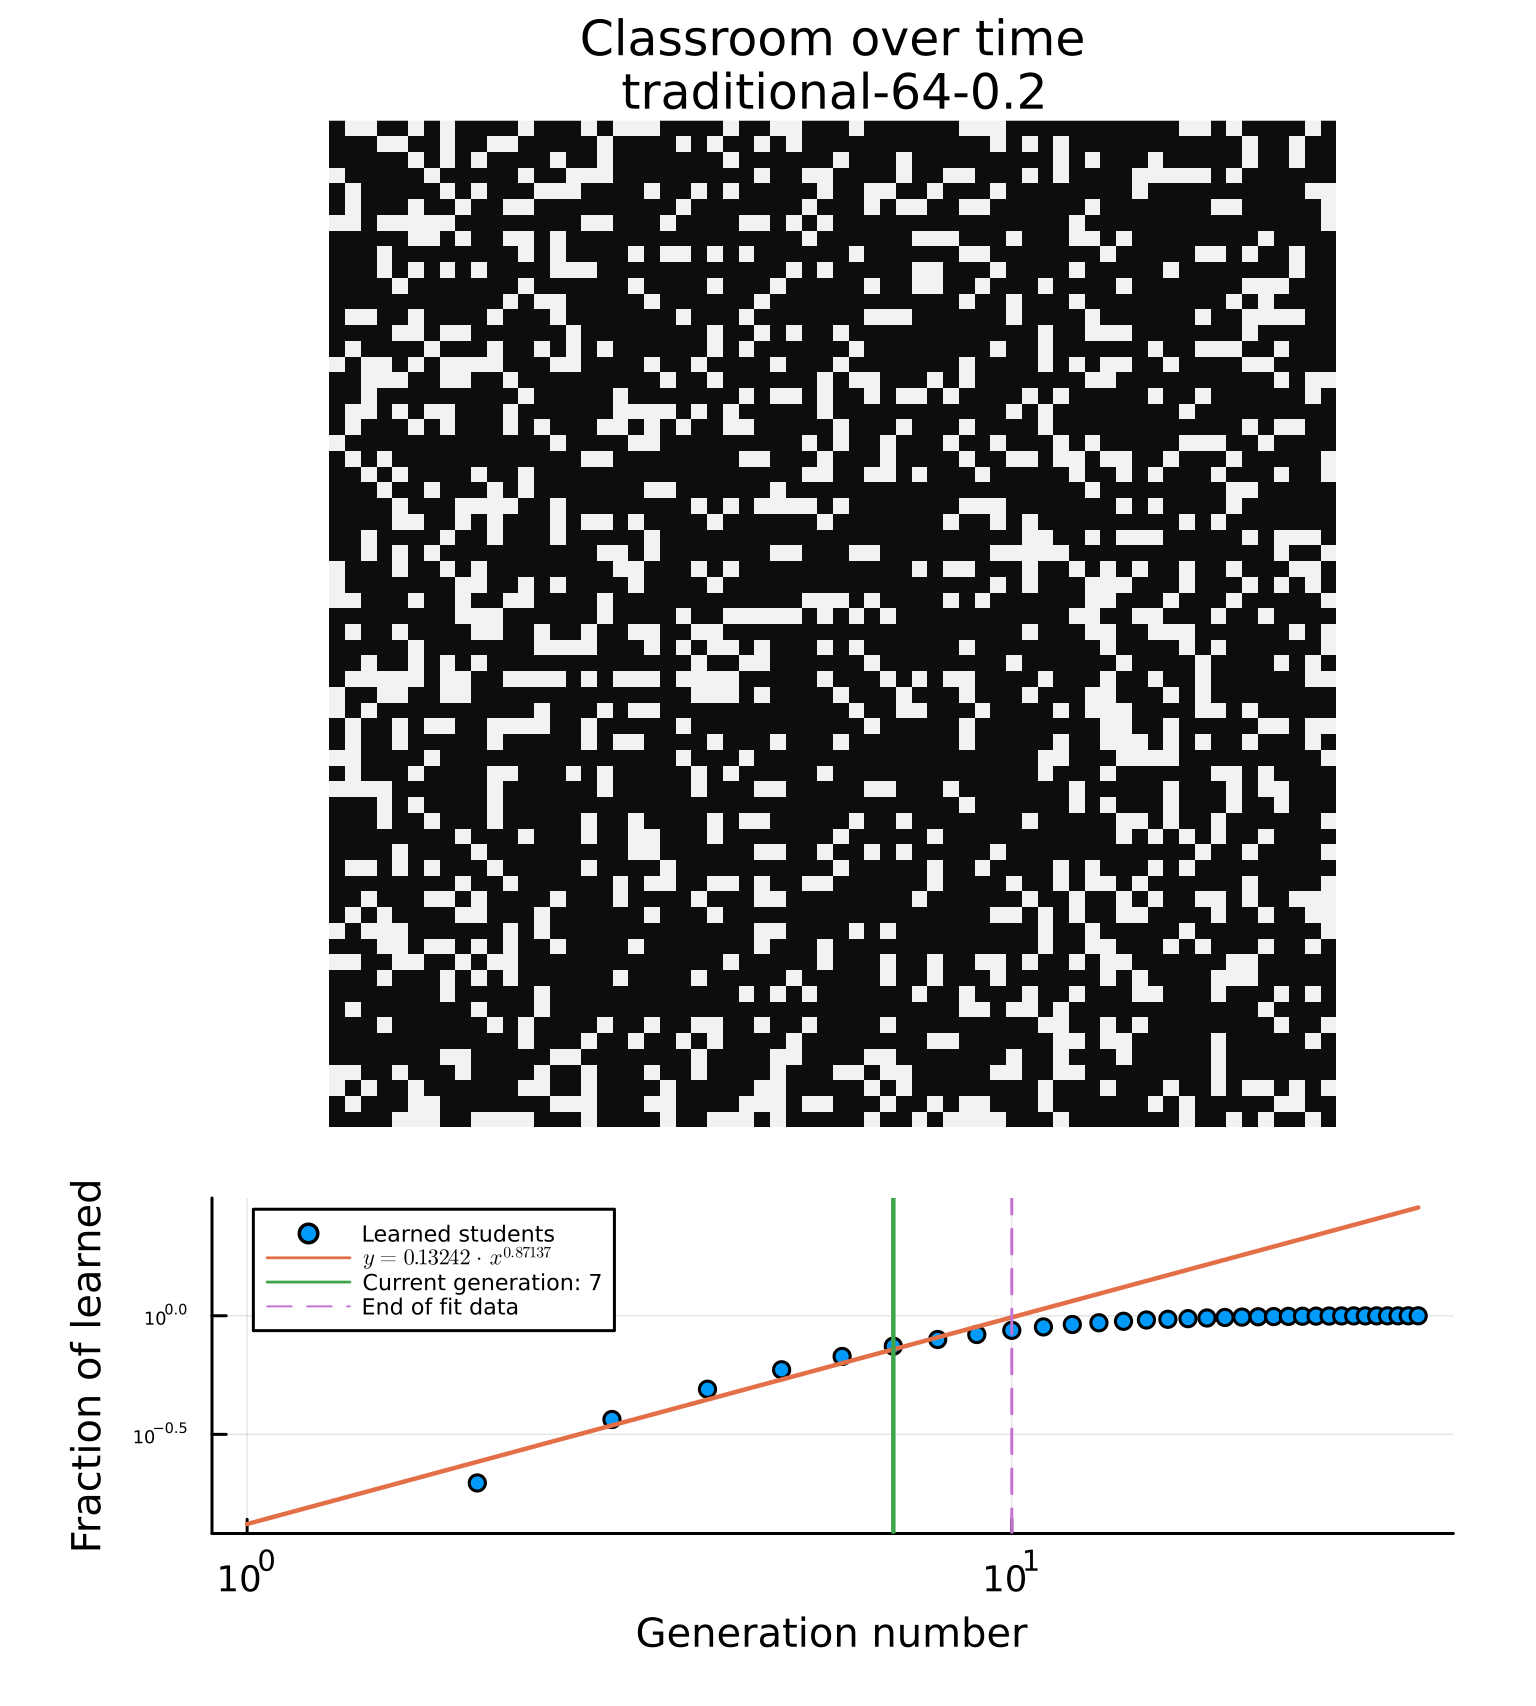 Classroom over time
traditional-64-0.2
Fraction of learned
Learned students
y = 0.13242 · x^0.87137
Current generation: 7
End of fit data
10^0.0
10^−0.5
10^0
10^1
Generation number